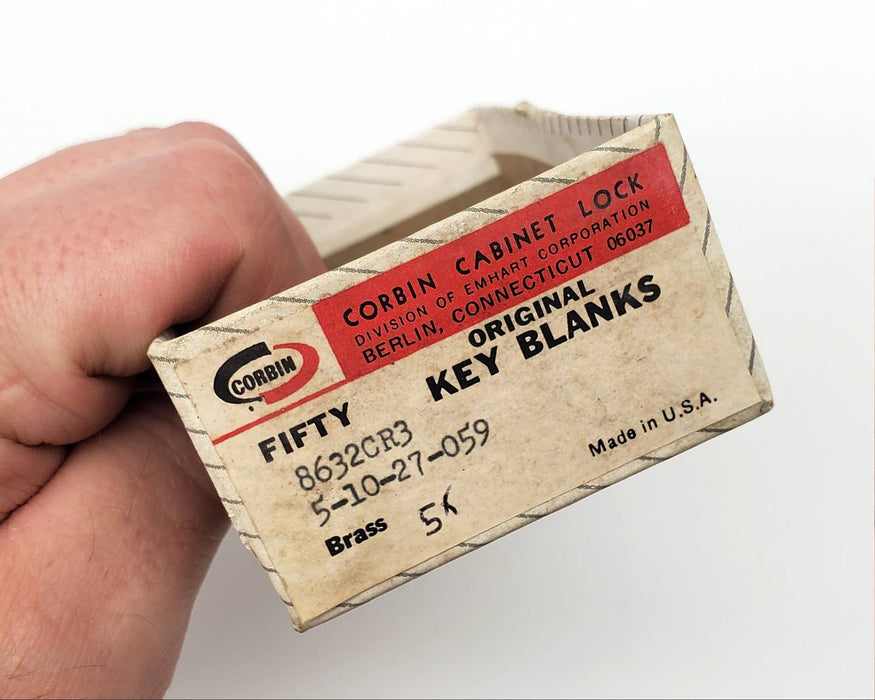 CORBIN CABINET LOCK
DIVISION OF EMHART CORPORATION
BERLIN, CONNECTICUT 06037
CORBIN
ORIGINAL
FIFTY KEY BLANKS
8632CR3
5-10-27-059
Made in U.S.A.
Brass 5K